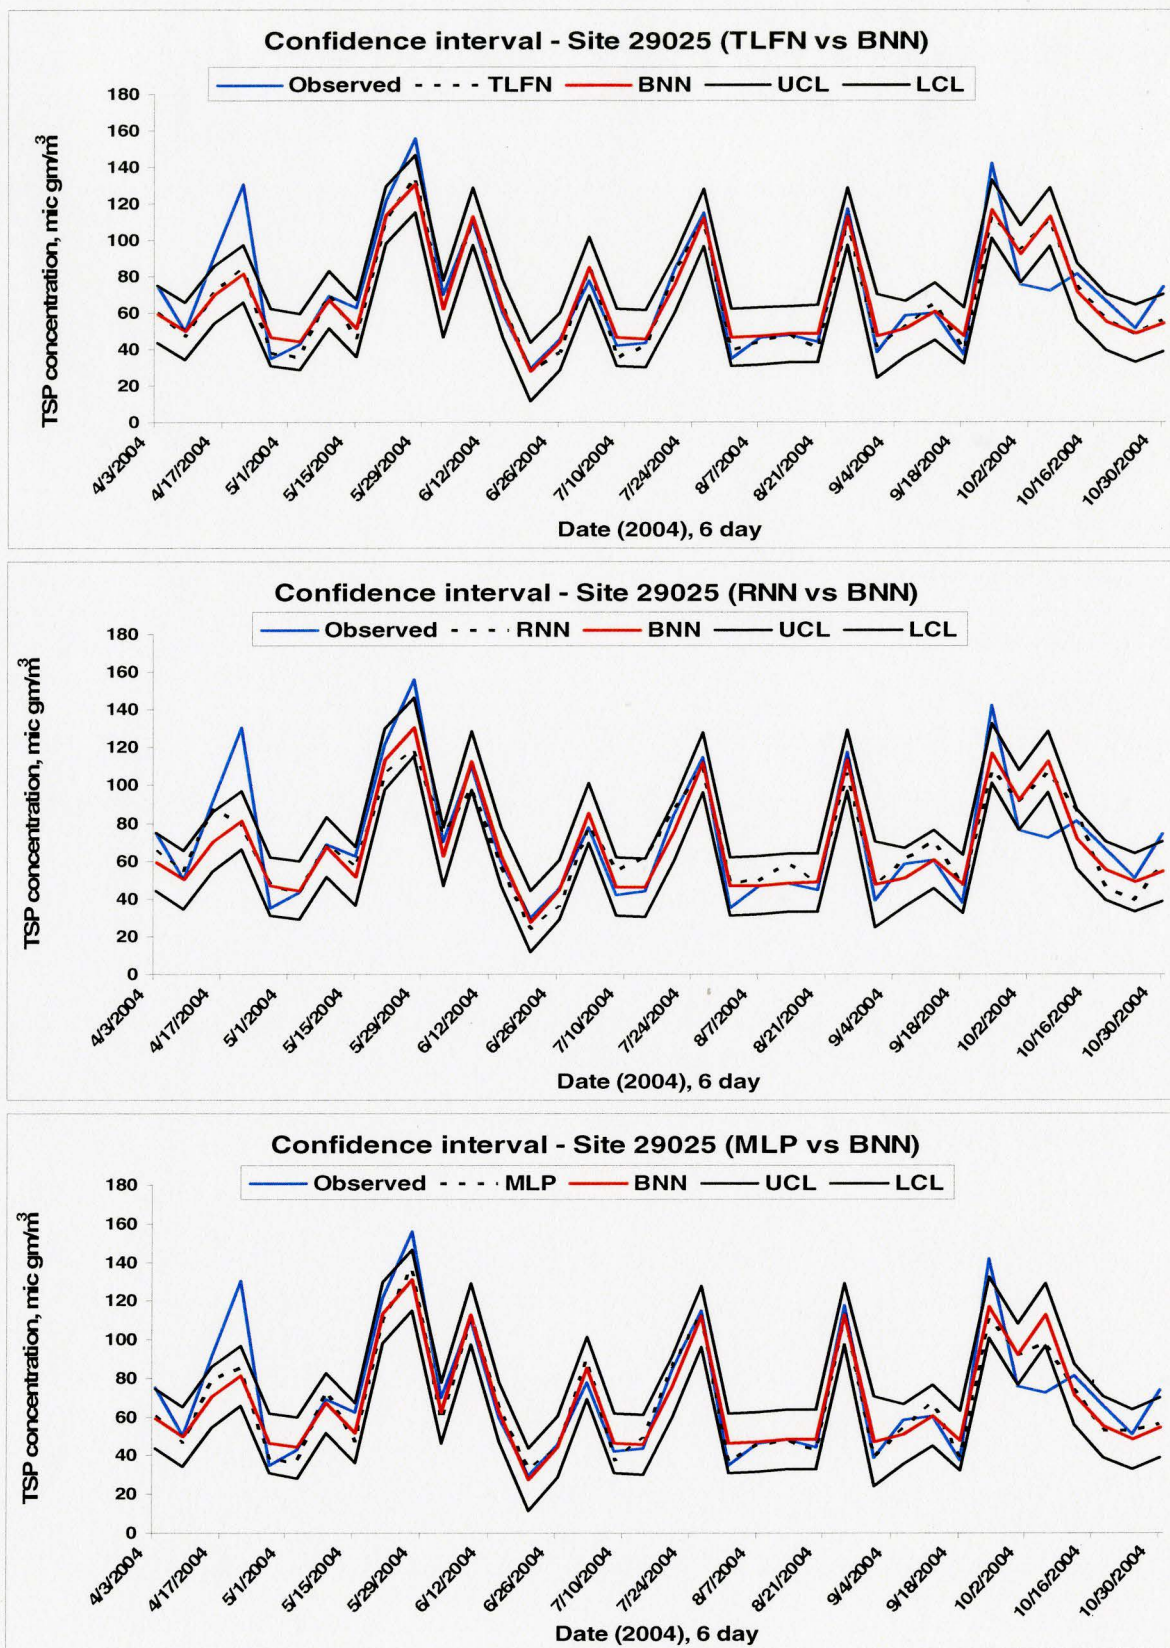 Confidence interval - Site 29025 (TLFN vs BNN)
Observed TLFN BNN UCL LCL
TSP concentration, mic gm/m³
180
160
140
120
100
80
60
40
20
0
4/3/2004 4/17/2004 5/1/2004 5/15/2004 5/29/2004 6/12/2004 6/26/2004 7/10/2004 7/24/2004 8/7/2004 8/21/2004 9/4/2004 9/18/2004 10/2/2004 10/16/2004 10/30/2004
Date (2004), 6 day
Confidence interval - Site 29025 (RNN vs BNN)
Observed RNN BNN UCL LCL
TSP concentration, mic gm/m³
180
160
140
120
100
80
60
40
20
0
4/3/2004 4/17/2004 5/1/2004 5/15/2004 5/29/2004 6/12/2004 6/26/2004 7/10/2004 7/24/2004 8/7/2004 8/21/2004 9/4/2004 9/18/2004 10/2/2004 10/16/2004 10/30/2004
Date (2004), 6 day
Confidence interval - Site 29025 (MLP vs BNN)
Observed MLP BNN UCL LCL
TSP concentration, mic gm/m³
180
160
140
120
100
80
60
40
20
0
4/3/2004 4/17/2004 5/1/2004 5/15/2004 5/29/2004 6/12/2004 6/26/2004 7/10/2004 7/24/2004 8/7/2004 8/21/2004 9/4/2004 9/18/2004 10/2/2004 10/16/2004 10/30/2004
Date (2004), 6 day